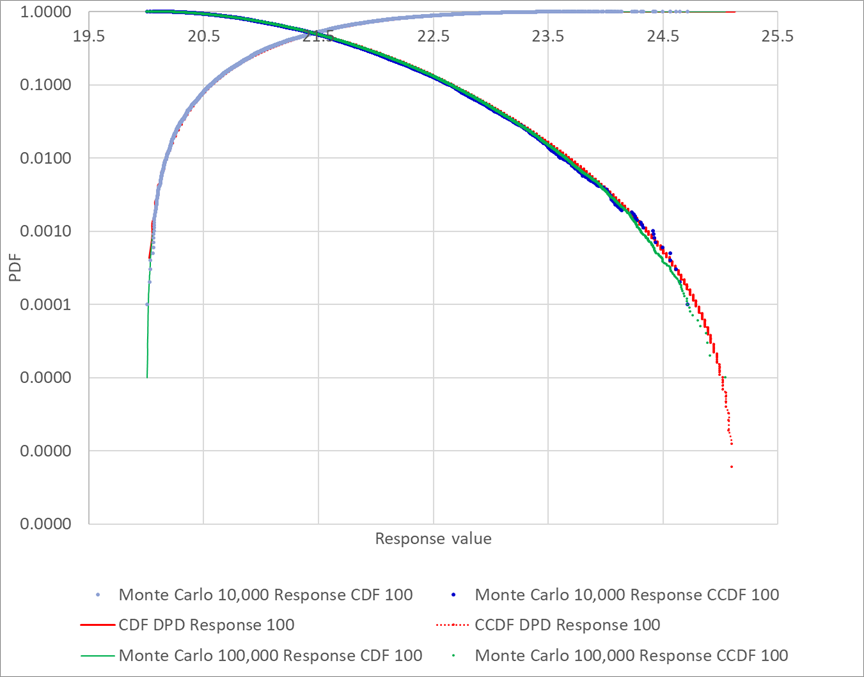 1.0000
19.5 20.5 21.5 22.5 23.5 24.5 25.5
0.1000
0.0100
0.0010
PDF
0.0001
0.0000
0.0000
0.0000
Response value
Monte Carlo 10,000 Response CDF 100 Monte Carlo 10,000 Response CCDF 100
CDF DPD Response 100 CCDF DPD Response 100
Monte Carlo 100,000 Response CDF 100 Monte Carlo 100,000 Response CCDF 100